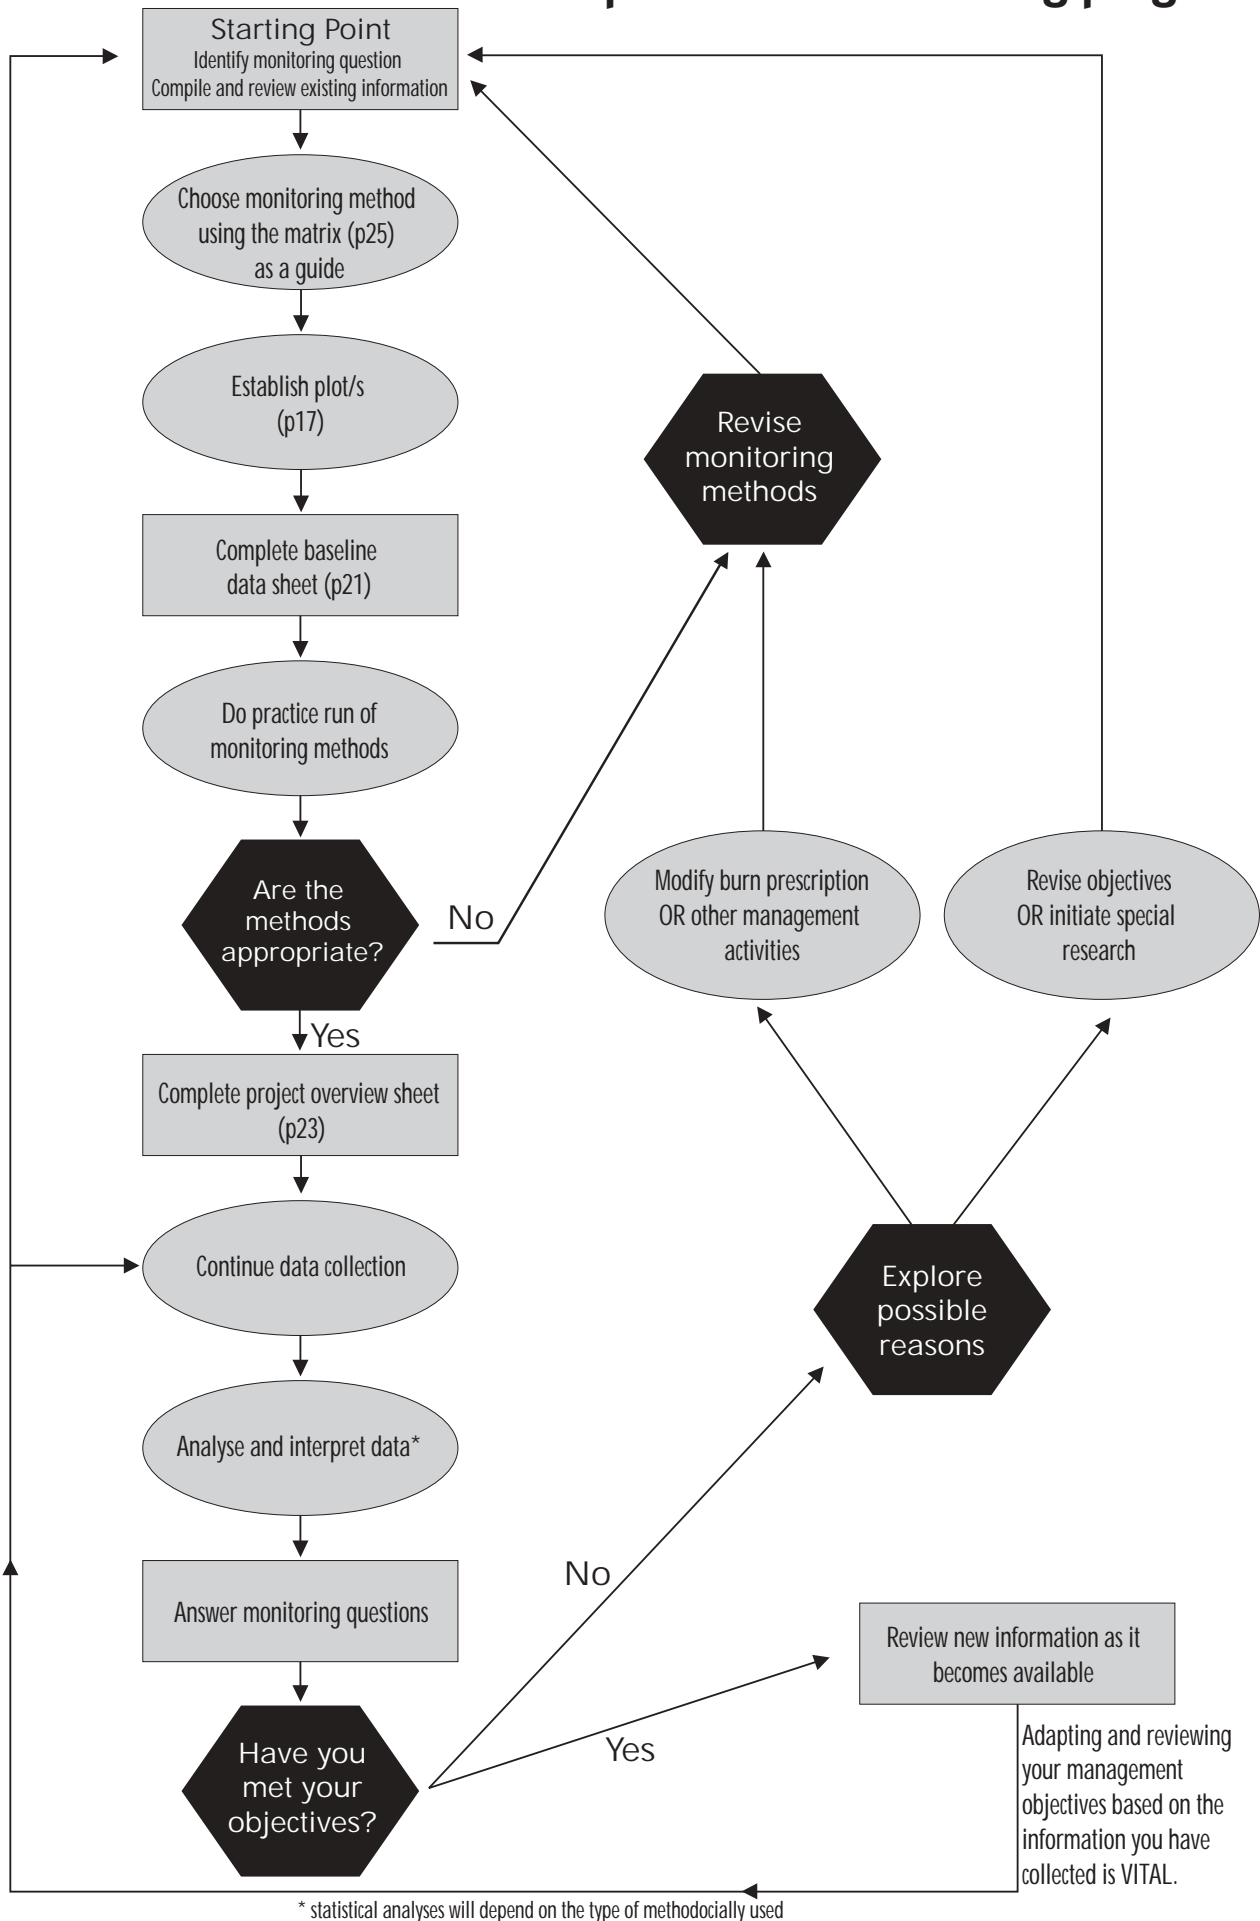 Starting Point
Identify monitoring question
Compile and review existing information
Choose monitoring method
using the matrix (p25)
as a guide
Establish plot/s
(p17)
Revise
monitoring
methods
Complete baseline
data sheet (p21)
Do practice run of
monitoring methods
Are the
methods
appropriate?
No
Yes
Modify burn prescription
OR other management
activities
Revise objectives
OR initiate special
research
Complete project overview sheet
(p23)
Continue data collection
Explore
possible
reasons
Analyse and interpret data*
Answer monitoring questions
No
Yes
Review new information as it
becomes available
Have you
met your
objectives?
Adapting and reviewing
your management
objectives based on the
information you have
collected is VITAL.
* statistical analyses will depend on the type of methodocially used